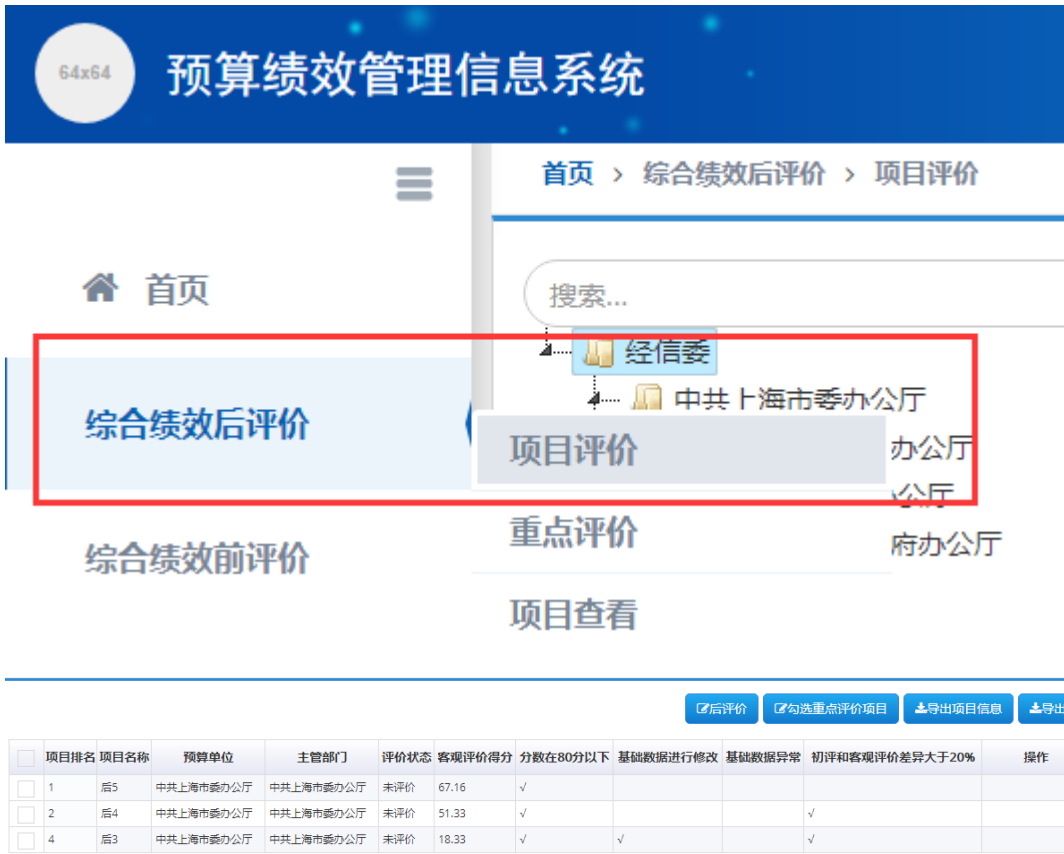 64x64
预算绩效管理信息系统
首页 > 综合绩效后评价 > 项目评价
首页
搜索...
经信委
中共上海市委办公厅
综合绩效后评价
项目评价
办公厅
办公厅
重点评价
府办公厅
综合绩效前评价
项目查看
后评价 勾选重点评价项目 导出项目信息 导出
项目排名 项目名称 预算单位 主管部门 评价状态 客观评价得分 分数在80分以下 基础数据进行修改 基础数据异常 初评和客观评价差异大于20% 操作
1 后5 中共上海市委办公厅 中共上海市委办公厅 未评价 67.16 √
2 后4 中共上海市委办公厅 中共上海市委办公厅 未评价 51.33 √ √
4 后3 中共上海市委办公厅 中共上海市委办公厅 未评价 18.33 √ √ √